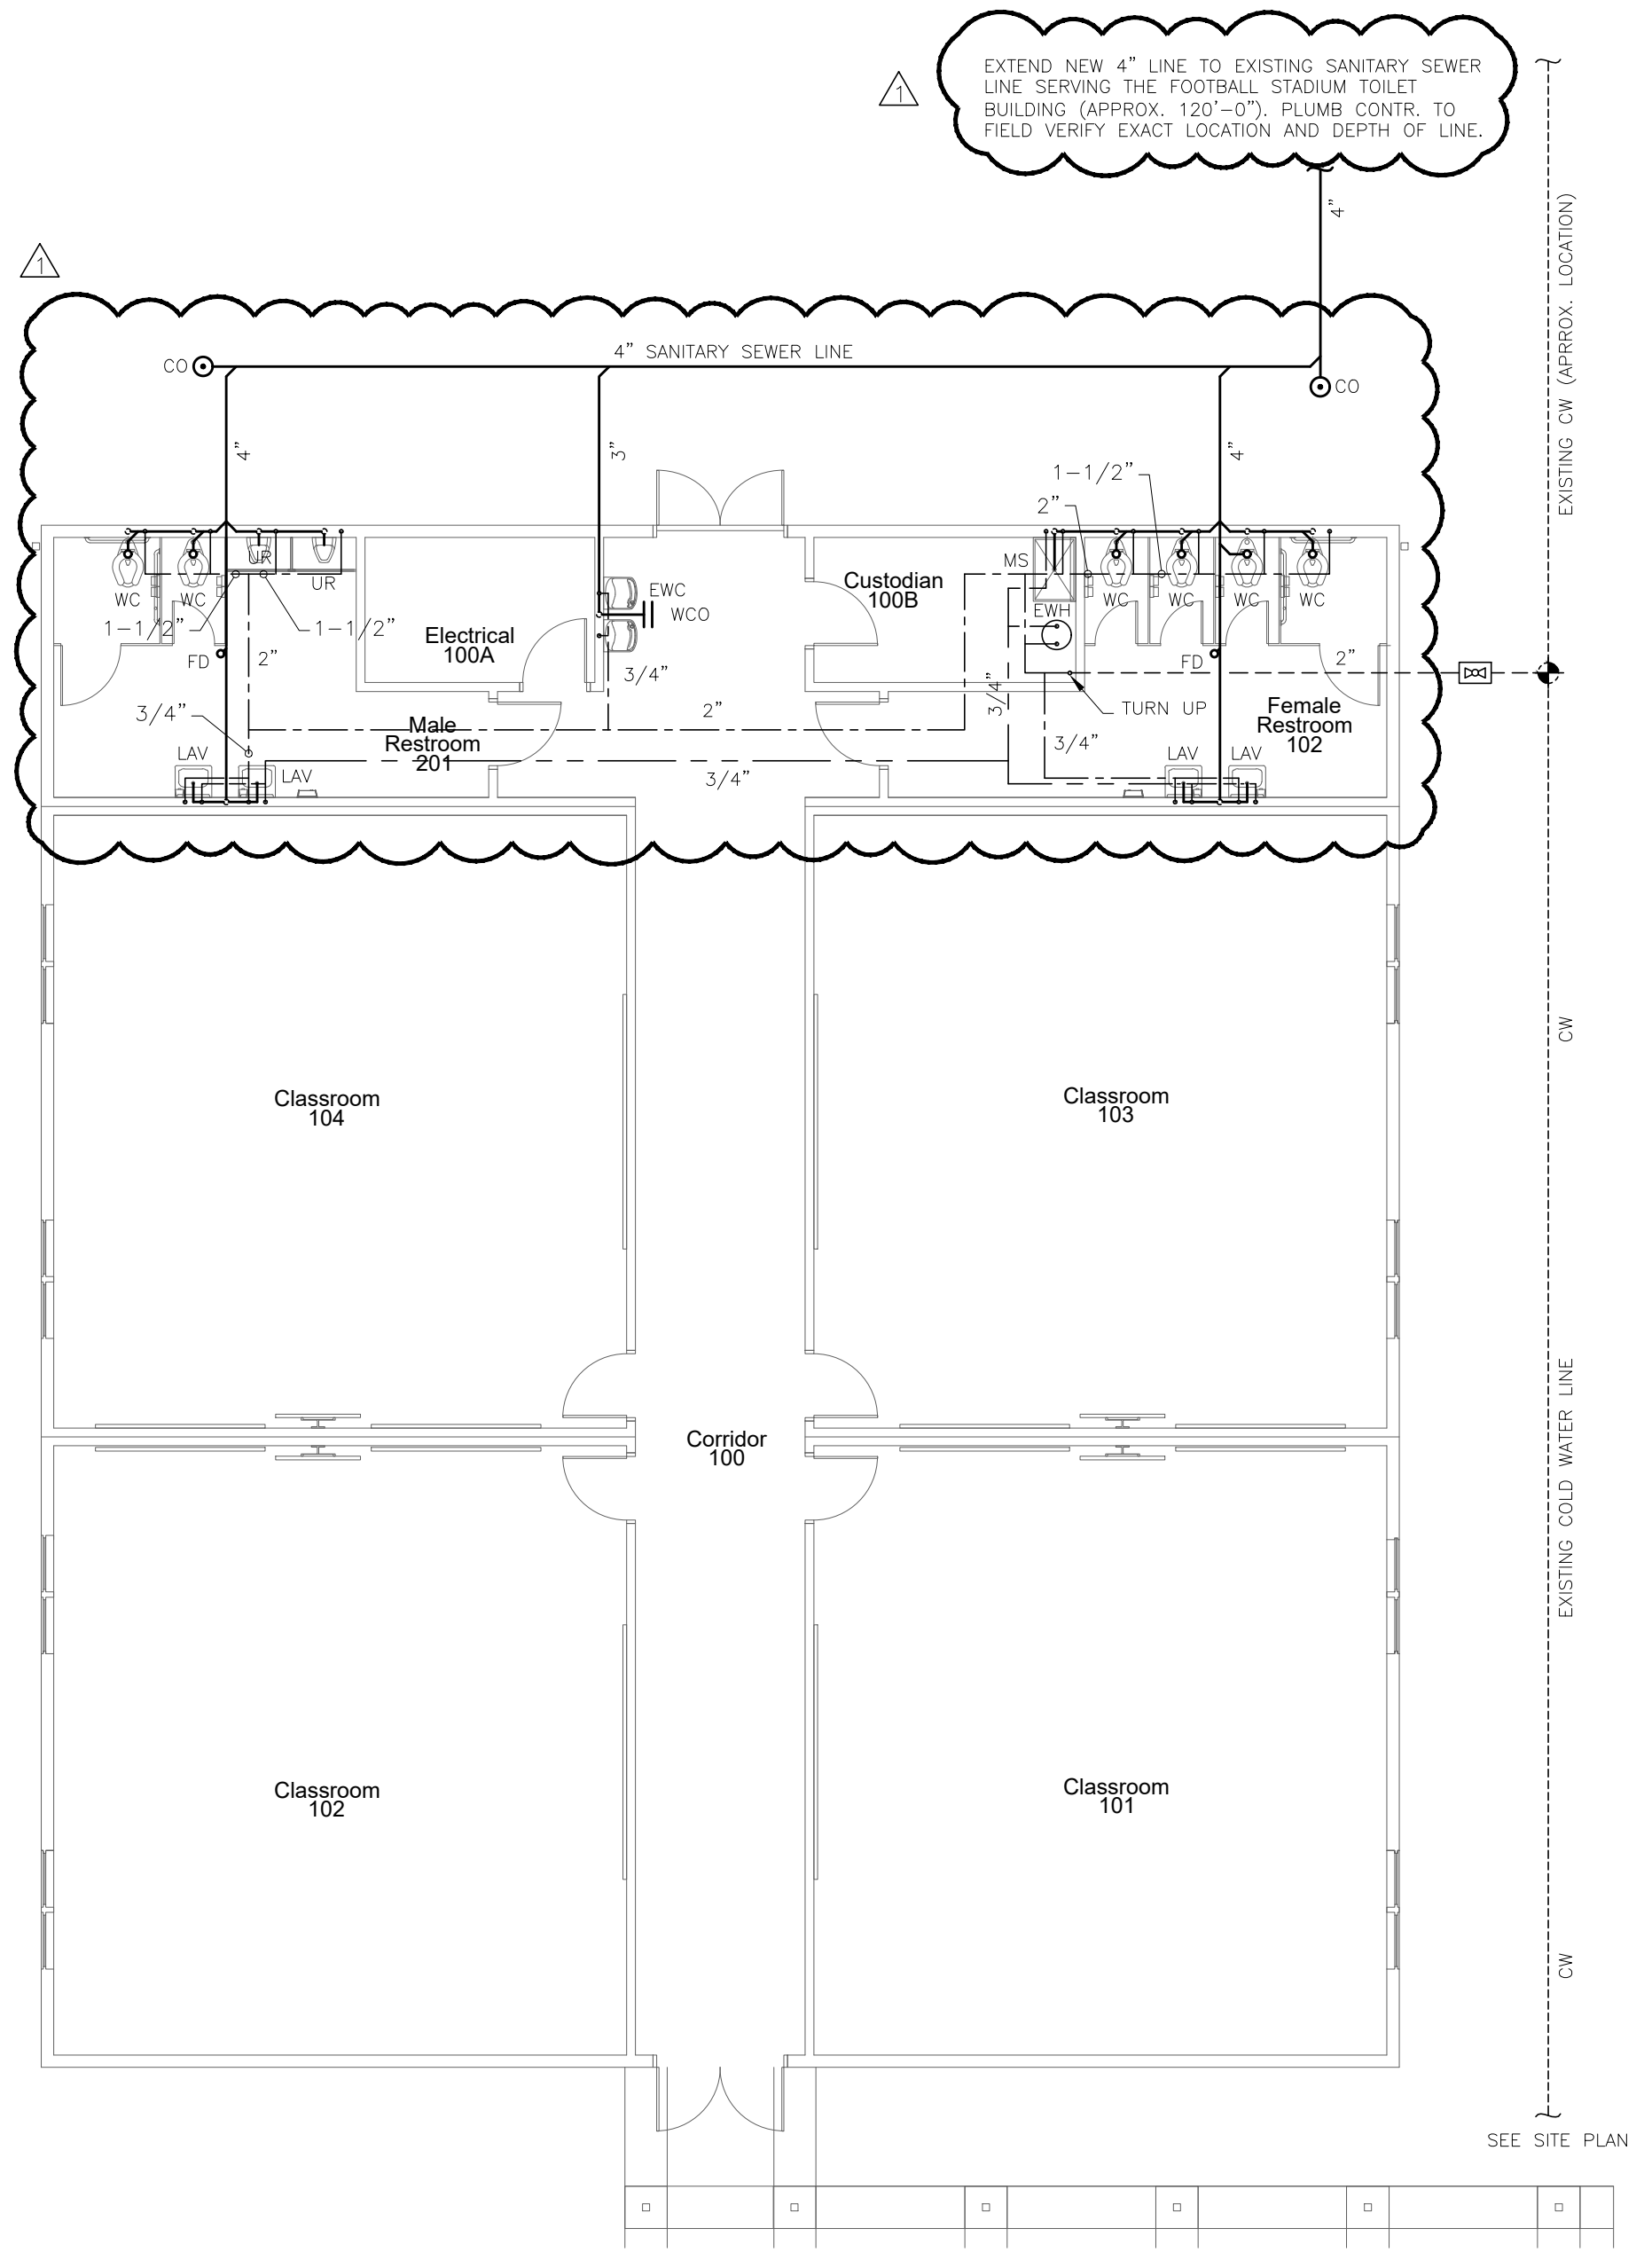 EXTEND NEW 4" LINE TO EXISTING SANITARY SEWER
LINE SERVING THE FOOTBALL STADIUM TOILET
BUILDING (APPROX. 120'-0"). PLUMB CONTR. TO
FIELD VERIFY EXACT LOCATION AND DEPTH OF LINE.
1
4"
EXISTING CW (APRROX. LOCATION)
1
4" SANITARY SEWER LINE
CO
CO
4"
3"
4"
1-1/2"
2"
UR
UR
WC
WC
1-1/2"
1-1/2"
FD
2"
3/4"
LAV
LAV
Male
Restroom
201
Electrical
100A
EWC
WCO
3/4"
2"
3/4"
Custodian
100B
MS
EWH
WC
WC
WC
WC
FD
2"
3/4"
TURN UP
3/4"
Female
Restroom
102
LAV
LAV
Classroom
104
Classroom
103
CW
Corridor
100
EXISTING COLD WATER LINE
Classroom
102
Classroom
101
CW
SEE SITE PLAN